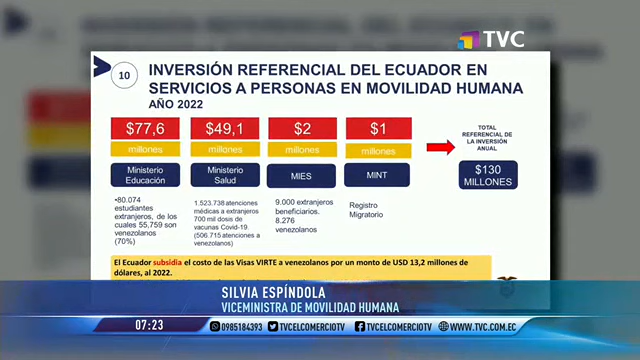 TVC
10
INVERSIÓN REFERENCIAL DEL ECUADOR EN
SERVICIOS A PERSONAS EN MOVILIDAD HUMANA
AÑO 2022
$77,6
millones
Ministerio
Educación
•80.074
estudiantes
extranjeros, de los
cuales 55,759 son
venezolanos
(70%)
$49,1
millones
Ministerio
Salud
1.523.738 atenciones
médicas a extranjeros
700 mil dosis de
vacunas Covid-19
(506.715 atenciones a
venezolanos)
$2
millones
MIES
9.000 extranjeros
beneficiarios.
8.276
venezolanos
$1
millones
MINT
Registro
Migratorio
TOTAL
REFERENCIAL DE
LA INVERSIÓN
ANUAL
$130
MILLONES
El Ecuador subsidia el costo de las Visas VIRTE a venezolanos por un monto de USD 13,2 millones de
dólares, al 2022.
SILVIA ESPÍNDOLA
VICEMINISTRA DE MOVILIDAD HUMANA
07:23
0985184393
TVCELCOMERCIOTV
TVCELCOMERCIOTV
WWW.TVC.COM.EC